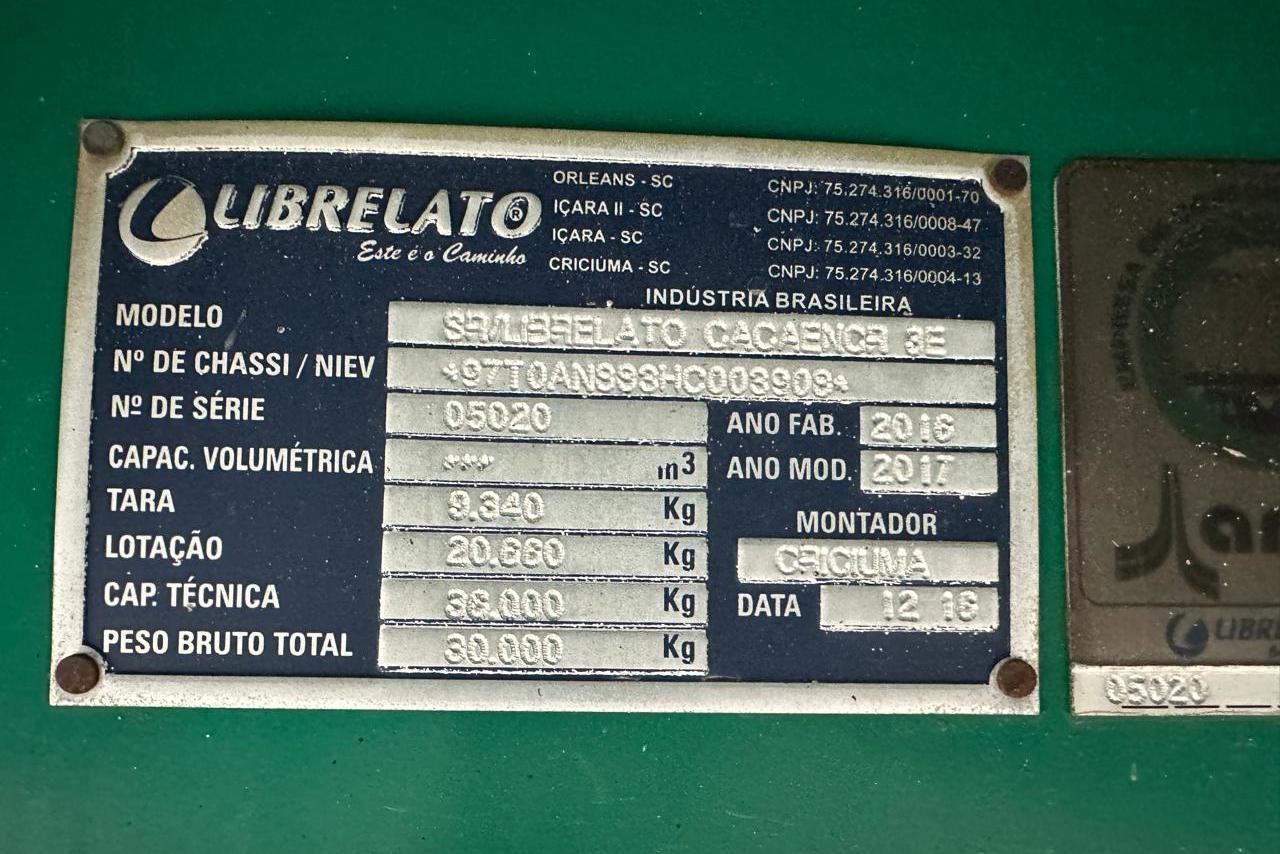 LIBRELATO®
Este é o Caminho
ORLEANS - SC CNPJ: 75.274.316/0001-70
IÇARA II - SC CNPJ: 75.274.316/0008-47
IÇARA - SC CNPJ: 75.274.316/0003-32
CRICIÚMA - SC CNPJ: 75.274.316/0004-13
INDÚSTRIA BRASILEIRA
MODELO SR/LIBRELATO CACAENCR 3E
Nº DE CHASSI / NIEV
Nº DE SÉRIE 05020 ANO FAB. 2016
CAPAC. VOLUMÉTRICA *** m3 ANO MOD. 2017
TARA 9.340 Kg
MONTADOR
LOTAÇÃO 20.660 Kg CRICIUMA
CAP. TÉCNICA 36.000 Kg DATA 12 16
PESO BRUTO TOTAL 30.000 Kg
05020